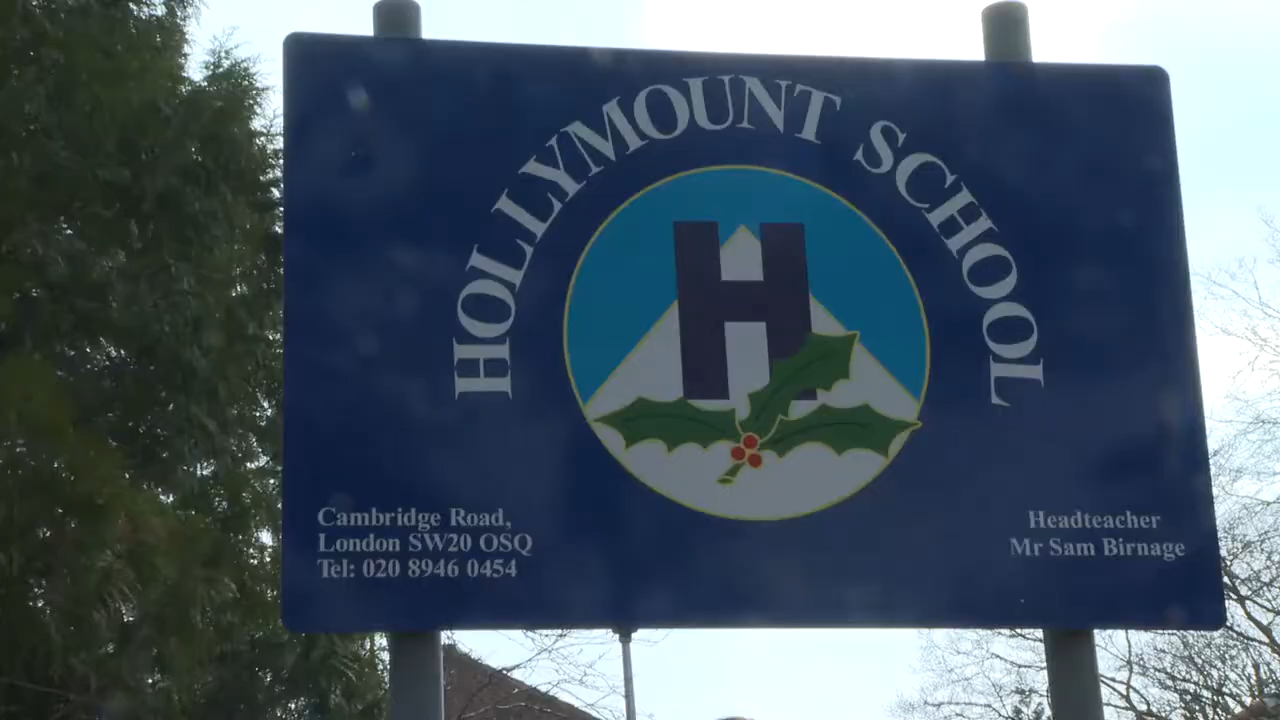 HOLLYMOUNT SCHOOL
H
Cambridge Road,
London SW20 OSQ
Tel: 020 8946 0454
Headteacher
Mr Sam Birnage